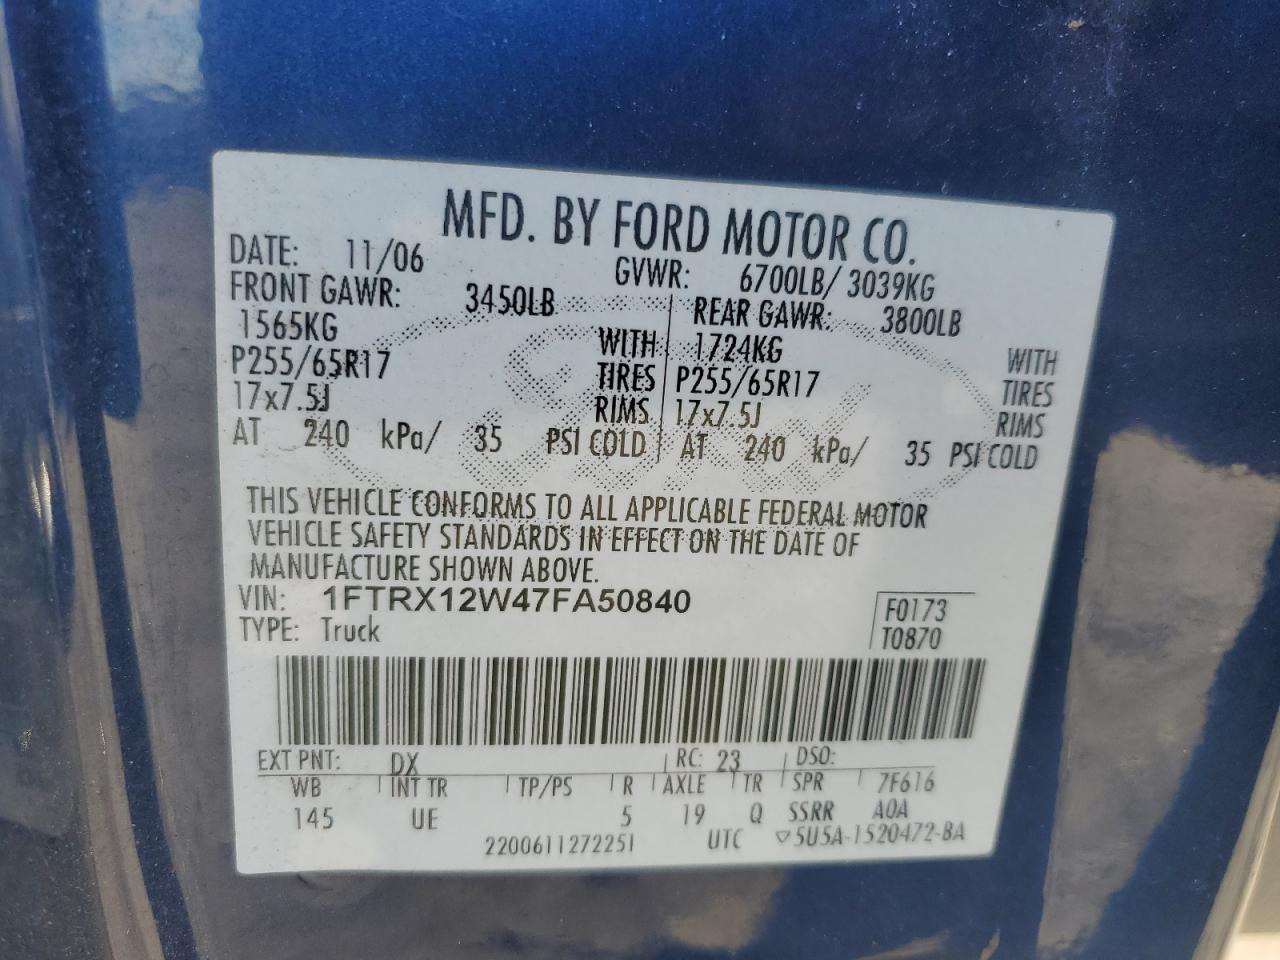 MFD. BY FORD MOTOR CO.
DATE: 11/06 GVWR: 6700LB/ 3039KG
FRONT GAWR: 3450LB REAR GAWR: 3800LB
1565KG WITH 1724KG WITH
P255/65R17 TIRES P255/65R17 TIRES
17x7.5J RIMS 17x7.5J RIMS
AT 240 kPa/ 35 PSI COLD AT 240 kPa/ 35 PSI COLD
THIS VEHICLE CONFORMS TO ALL APPLICABLE FEDERAL MOTOR
VEHICLE SAFETY STANDARDS IN EFFECT ON THE DATE OF
MANUFACTURE SHOWN ABOVE.
VIN: 1FTRX12W47FA50840 F0173
TYPE: Truck T0870
EXT PNT: DX RC: 23 DSO:
WB INT TR TP/PS R AXLE TR SPR 7F616
145 UE 5 19 Q SSRR A0A
2200611272251 UTC ▽5U5A-1520472-BA